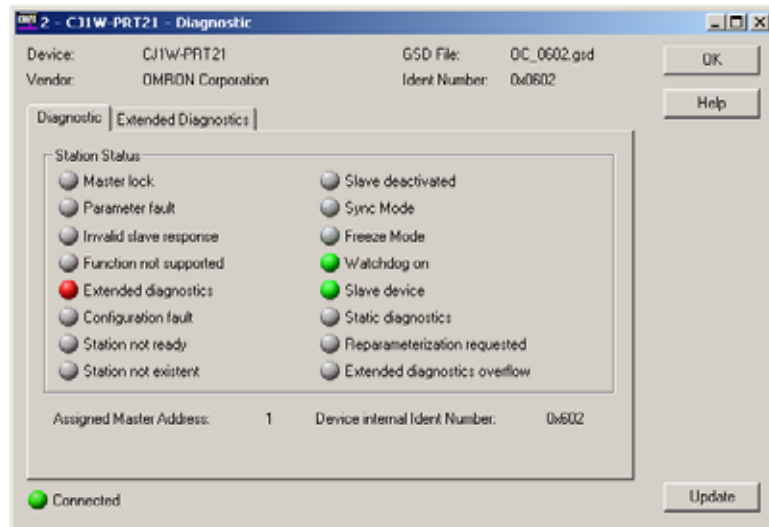 2 - CJ1W-PRT21 - Diagnostic
Device: CJ1W-PRT21 GSD File: OC_0602.gsd
OK
Vendor: OMRON Corporation Ident Number: 0x0602
Help
Diagnostic Extended Diagnostics
Station Status
Master lock Slave deactivated
Parameter fault Sync Mode
Invalid slave response Freeze Mode
Function not supported Watchdog on
Extended diagnostics Slave device
Configuration fault Static diagnostics
Station not ready Reparameterization requested
Station not existent Extended diagnostics overflow
Assigned Master Address: 1 Device internal Ident Number: 0x602
Connected
Update